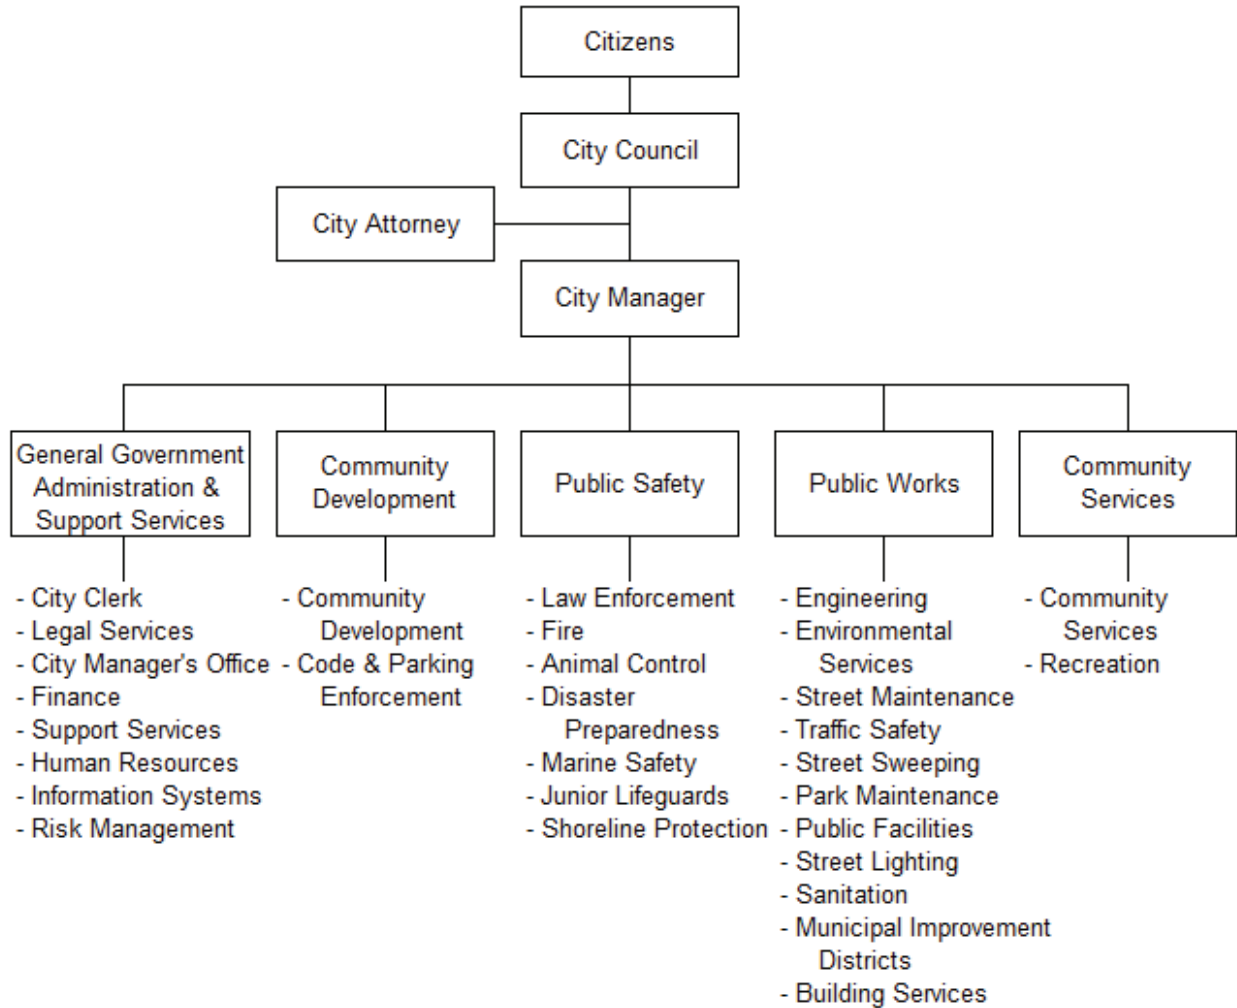 Citizens
City Council
City Attorney
City Manager
General Government
Administration &
Support Services
Community
Development
Public Safety
Public Works
Community
Services
- City Clerk
- Legal Services
- City Manager's Office
- Finance
- Support Services
- Human Resources
- Information Systems
- Risk Management
- Community
Development
- Code & Parking
Enforcement
- Law Enforcement
- Fire
- Animal Control
- Disaster
Preparedness
- Marine Safety
- Junior Lifeguards
- Shoreline Protection
- Engineering
- Environmental
Services
- Street Maintenance
- Traffic Safety
- Street Sweeping
- Park Maintenance
- Public Facilities
- Street Lighting
- Sanitation
- Municipal Improvement
Districts
- Building Services
- Community
Services
- Recreation